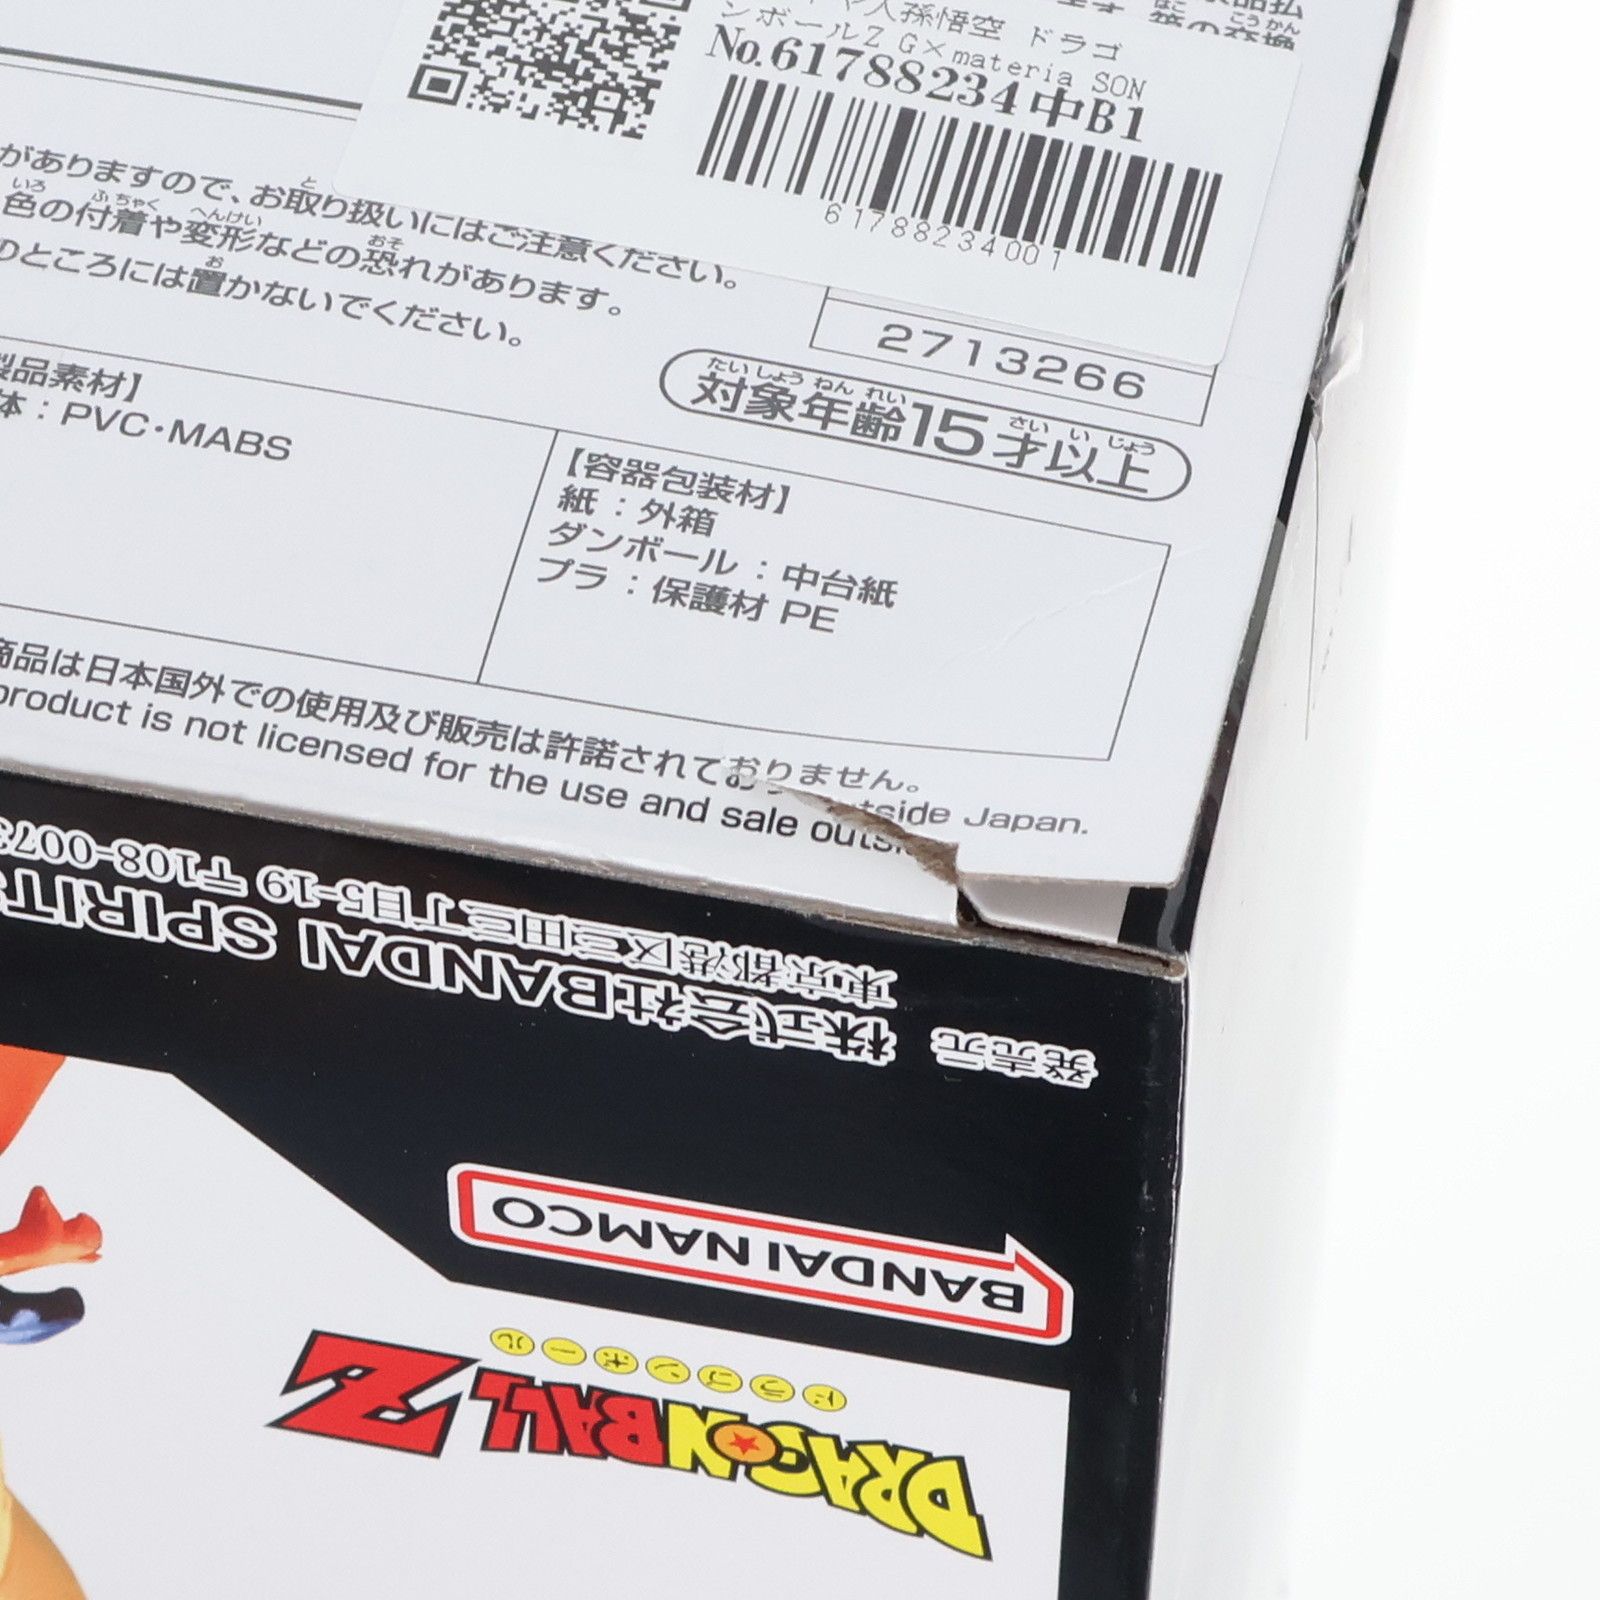 や人孫悟空 ドラゴ
ンボールZ G×materia SON
No.61788234中B1
61788234001
がありますので、お取り扱いにはご注意ください。
色の付着や変形などの恐れがあります。
ところには置かないでください。
2713266
対象年齢15才以上
製品素材】
体：PVC・MABS
【容器包装材】
紙：外箱
ダンボール：中台紙
プラ：保護材 PE
商品は日本国外での使用及び販売は許諾されておりません。
product is not licensed for the use and sale outside Japan.
発売元 株式会社BANDAI SPIRITS
東京都港区三田三丁目5-19 〒108-0073
BANDAI NAMCO
ドラゴンボール
DRAGON BALL Z